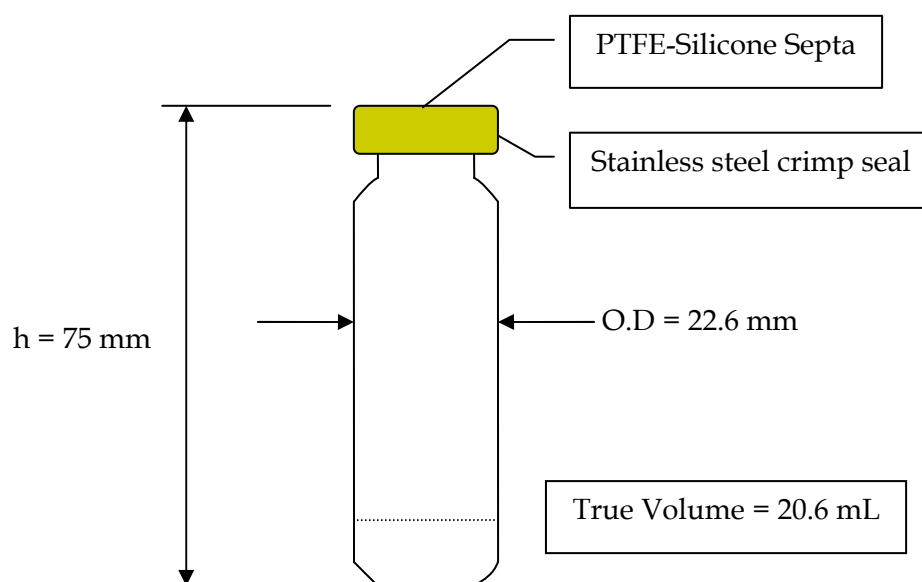 PTFE-Silicone Septa
Stainless steel crimp seal
h = 75 mm
O.D = 22.6 mm
True Volume = 20.6 mL